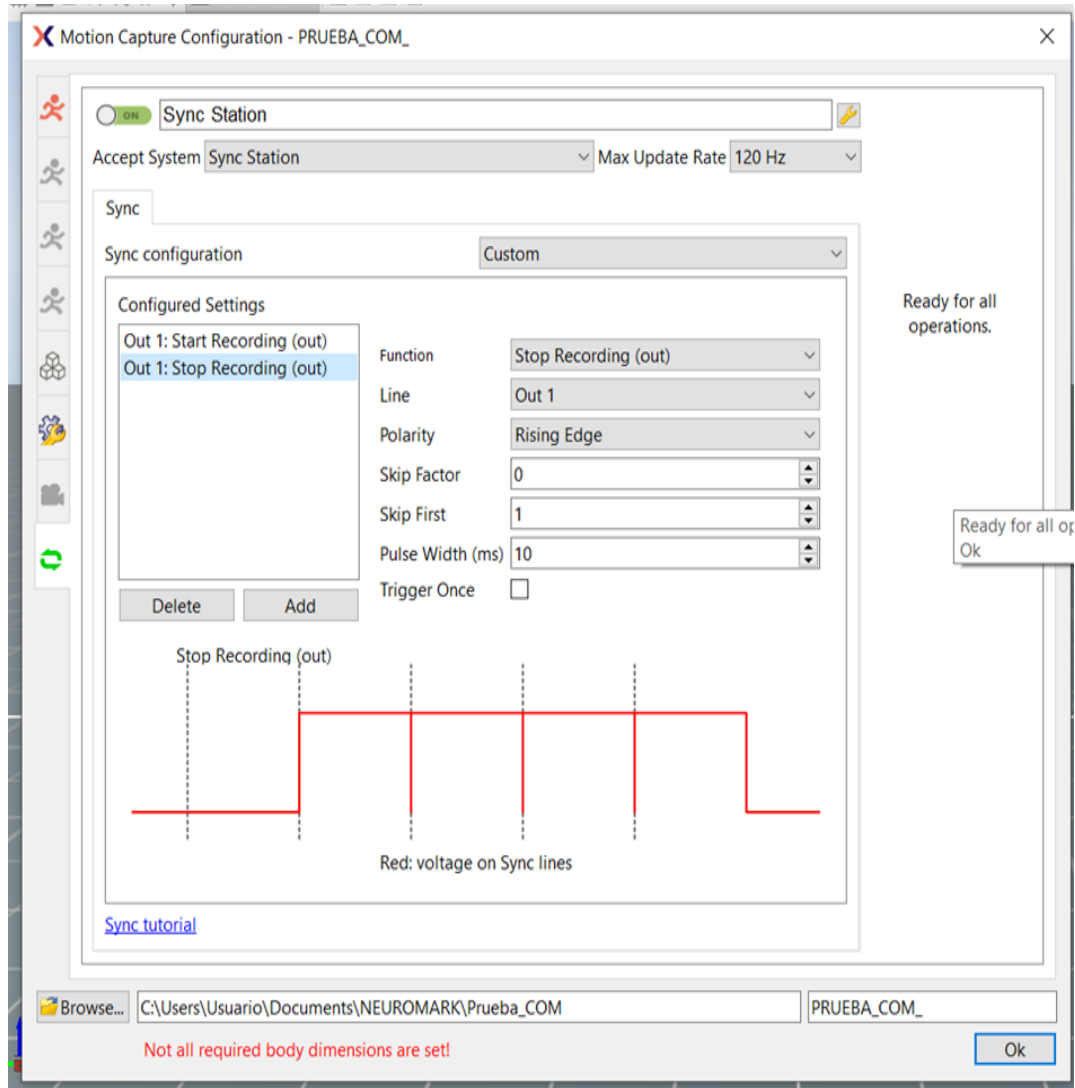 Motion Capture Configuration - PRUEBA_COM_
ON Sync Station
Accept System Sync Station Max Update Rate 120 Hz
Sync
Sync configuration Custom
Configured Settings
Out 1: Start Recording (out)
Out 1: Stop Recording (out)
Function Stop Recording (out)
Line Out 1
Polarity Rising Edge
Skip Factor 0
Skip First 1
Pulse Width (ms) 10
Trigger Once
Delete Add
Stop Recording (out)
Red: voltage on Sync lines
Sync tutorial
Ready for all
operations.
Ready for all op
Ok
Browse... C:\Users\Usuario\Documents\NEUROMARK\Prueba_COM PRUEBA_COM_
Not all required body dimensions are set! Ok